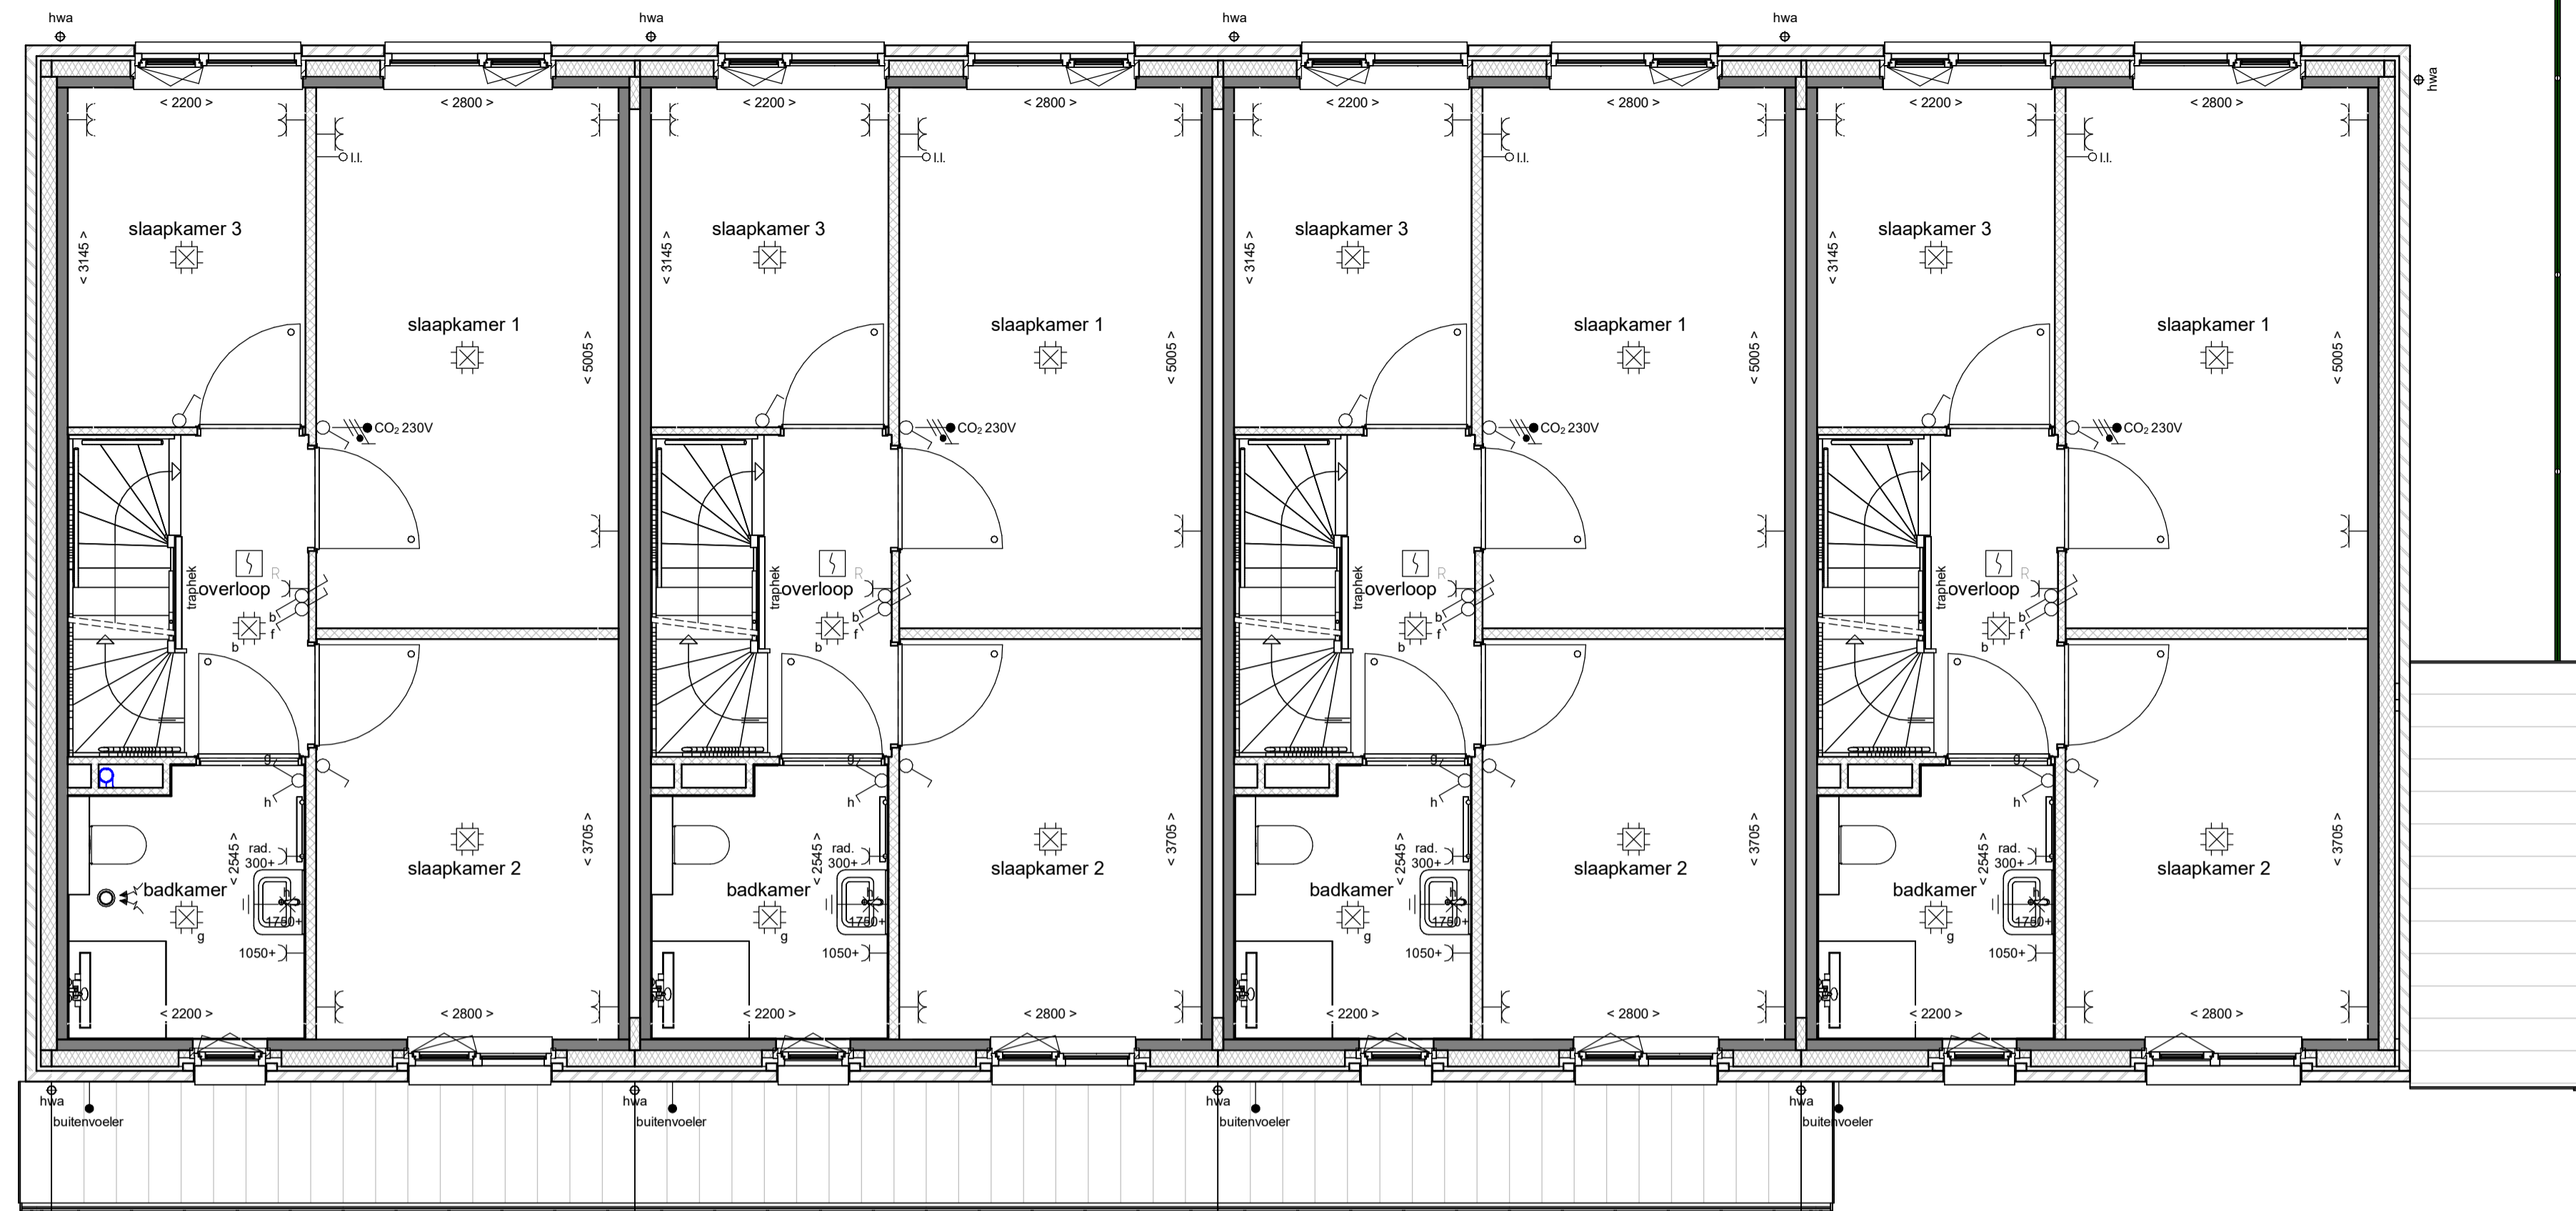 hwa hwa hwa hwa
hwa
< 2200 > < 2800 > < 2200 > < 2800 > < 2200 > < 2800 > < 2200 > < 2800 >
l.l. l.l. l.l. l.l.
slaapkamer 3 slaapkamer 3 slaapkamer 3 slaapkamer 3
< 3145 > < 3145 > < 3145 > < 3145 >
slaapkamer 1 slaapkamer 1 slaapkamer 1 slaapkamer 1
< 5005 > < 5005 > < 5005 > < 5005 >
CO₂ 230V CO₂ 230V CO₂ 230V CO₂ 230V
R R R R
traphek traphek traphek traphek
overloop overloop overloop overloop
b b b b
f f f f
b b b b
g g g g
h h h h
< 2545 > < 3705 > < 2545 > < 3705 > < 2545 > < 3705 > < 2545 > < 3705 >
rad. rad. rad. rad.
300+ 300+ 300+ 300+
slaapkamer 2 slaapkamer 2 slaapkamer 2 slaapkamer 2
badkamer badkamer badkamer badkamer
h h h h
1750+ 1750+ 1750+ 1750+
g g g g
1050+ 1050+ 1050+ 1050+
< 2200 > < 2800 > < 2200 > < 2800 > < 2200 > < 2800 > < 2200 > < 2800 >
hwa hwa hwa hwa
buitenvoeler buitenvoeler buitenvoeler buitenvoeler